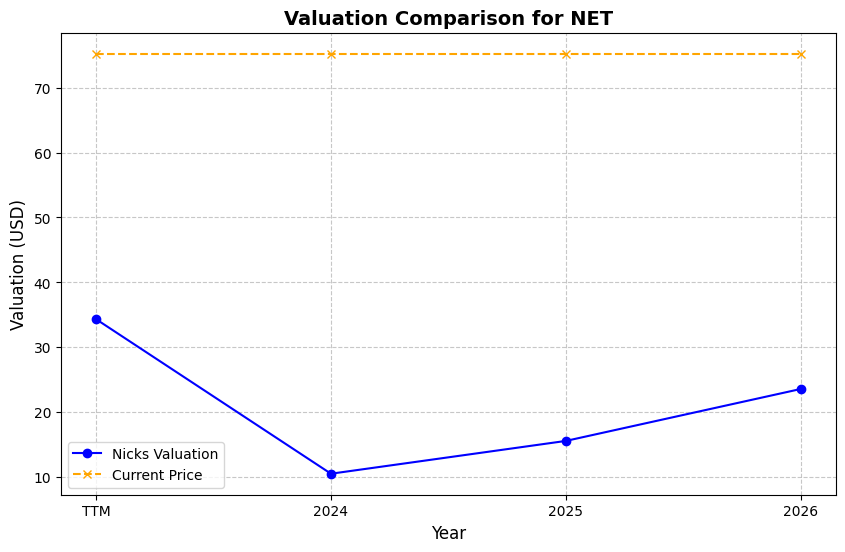 Valuation Comparison for NET
Valuation (USD)
70
60
50
40
30
20
10
Nicks Valuation
Current Price
TTM
2024
2025
2026
Year